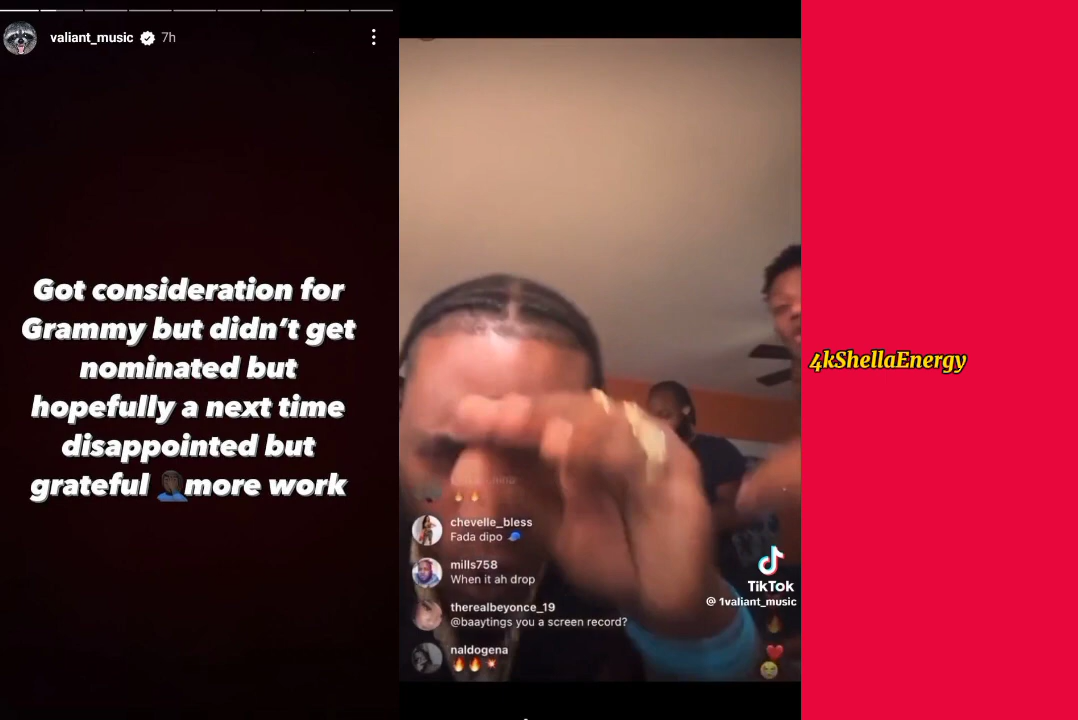 valiant_music 7h
Got consideration for
Grammy but didn't get
nominated but
hopefully a next time
disappointed but
grateful 🤦🏿more work
chevelle_bless
Fada dipo 🧢
mills758
When it ah drop
therealbeyonce_19
@baaytings you a screen record?
naldogena
🔥🔥💥
TikTok
@ 1valiant_music
4kShellaEnergy